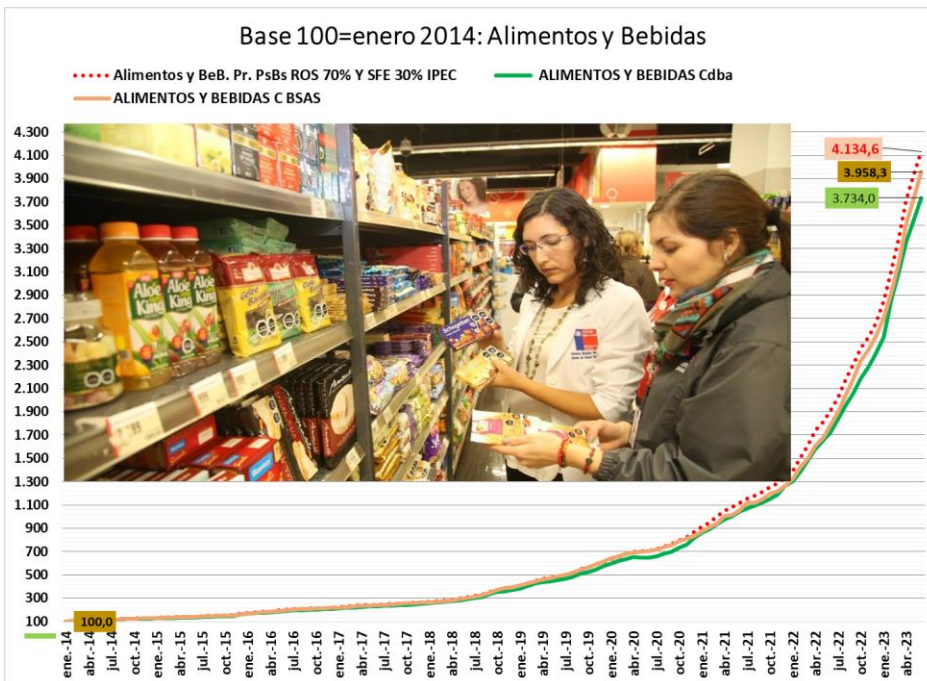 Base 100=enero 2014: Alimentos y Bebidas
Alimentos y BeB. Pr. PsBs ROS 70% Y SFE 30% IPEC
ALIMENTOS Y BEBIDAS Cdba
ALIMENTOS Y BEBIDAS C BSAS
4.300
4.100
3.900
3.700
3.500
3.300
3.100
2.900
2.700
2.500
2.300
2.100
1.900
1.700
1.500
1.300
1.100
900
700
500
300
100
4.134,6
3.958,3
3.734,0
Aloe King
Aloe King
Aloe King
100,0
ene.-14
abr.-14
jul.-14
oct.-14
ene.-15
abr.-15
jul.-15
oct.-15
ene.-16
abr.-16
jul.-16
oct.-16
ene.-17
abr.-17
jul.-17
oct.-17
ene.-18
abr.-18
jul.-18
oct.-18
ene.-19
abr.-19
jul.-19
oct.-19
ene.-20
abr.-20
jul.-20
oct.-20
ene.-21
abr.-21
jul.-21
oct.-21
ene.-22
abr.-22
jul.-22
oct.-22
ene.-23
abr.-23